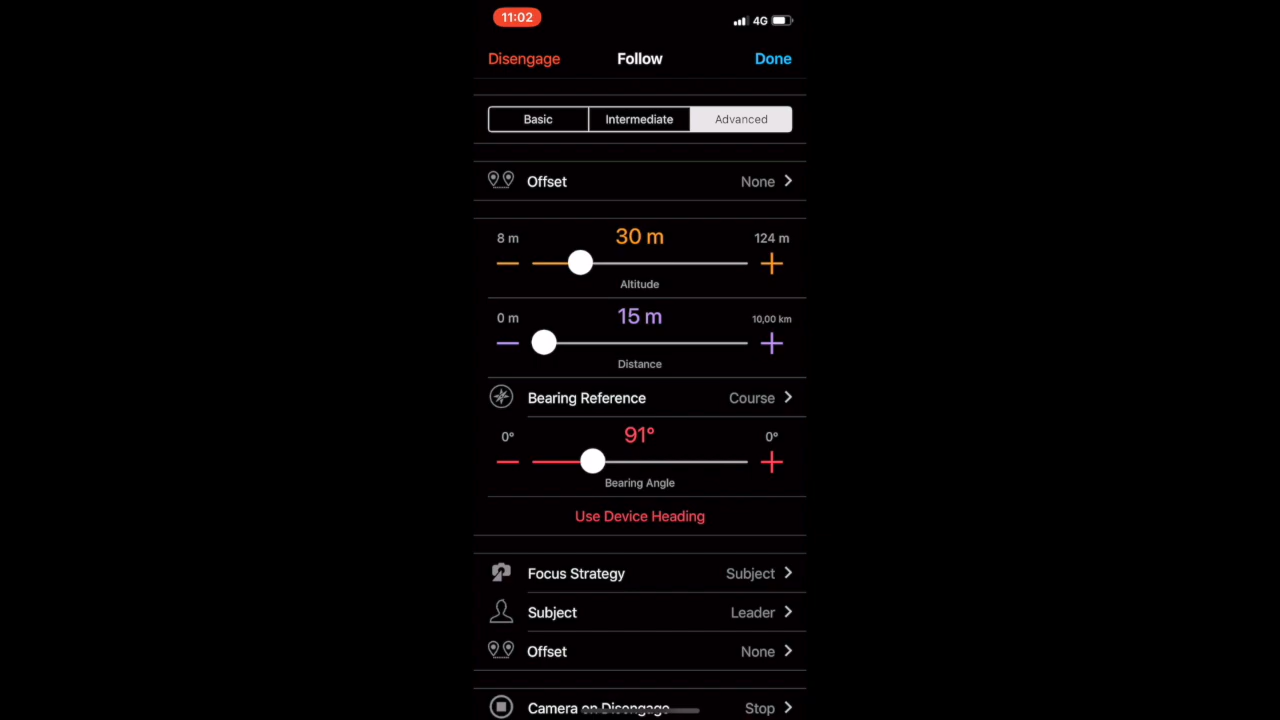 11:02 4G
Disengage Follow Done
Basic Intermediate Advanced
Offset None
8 m 30 m 124 m
Altitude
0 m 15 m 10,00 km
Distance
Bearing Reference Course
0° 91° 0°
Bearing Angle
Use Device Heading
Focus Strategy Subject
Subject Leader
Offset None
Camera on Disengage Stop